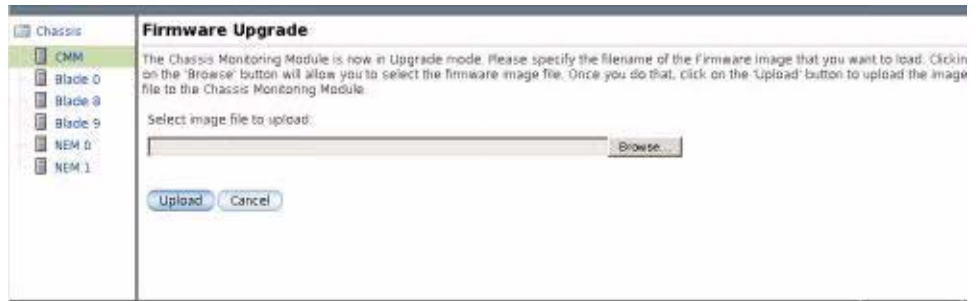 Chassis
CMM
Blade 0
Blade 8
Blade 9
NEM 0
NEM 1
Firmware Upgrade
The Chassis Monitoring Module is now in Upgrade mode. Please specify the filename of the Firmware Image that you want to load. Clickin
on the 'Browse' button will allow you to select the firmware image file. Once you do that, click on the 'Upload' button to upload the image
file to the Chassis Monitoring Module.
Select image file to upload:
Browse...
Upload
Cancel